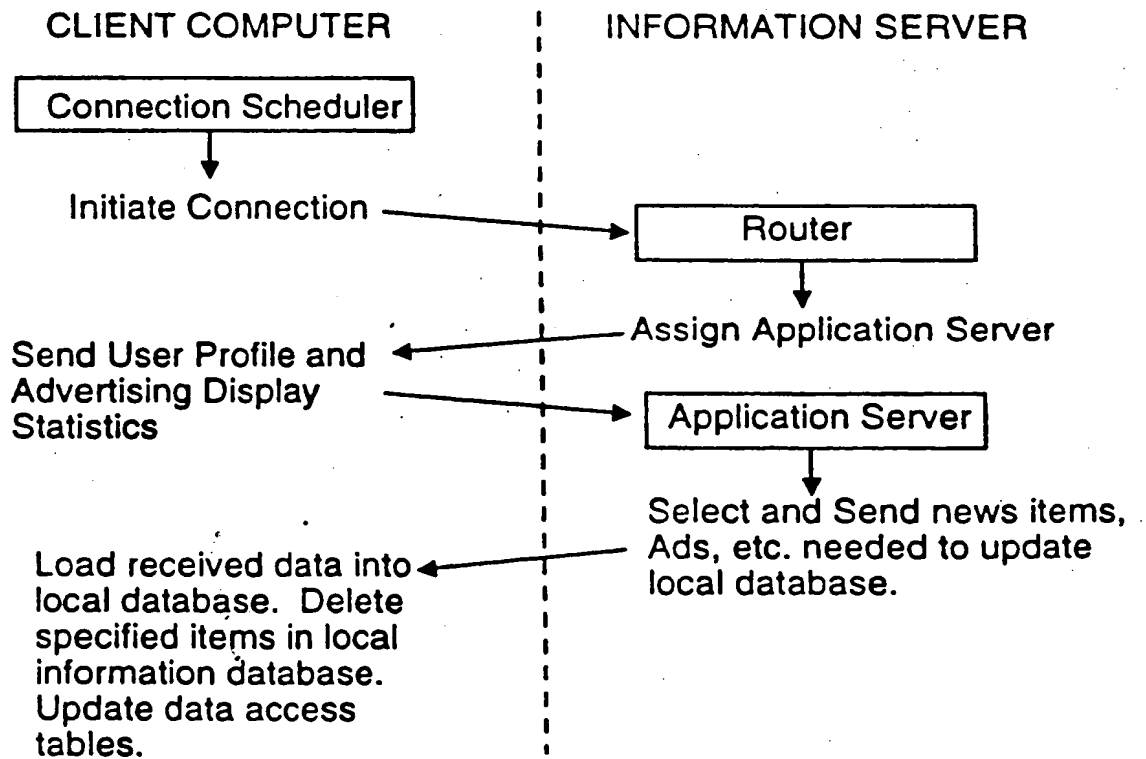 CLIENT COMPUTER
INFORMATION SERVER
Connection Scheduler
Initiate Connection
Router
Assign Application Server
Send User Profile and
Advertising Display
Statistics
Application Server
Select and Send news items,
Ads, etc. needed to update
local database.
Load received data into
local database. Delete
specified items in local
information database.
Update data access
tables.